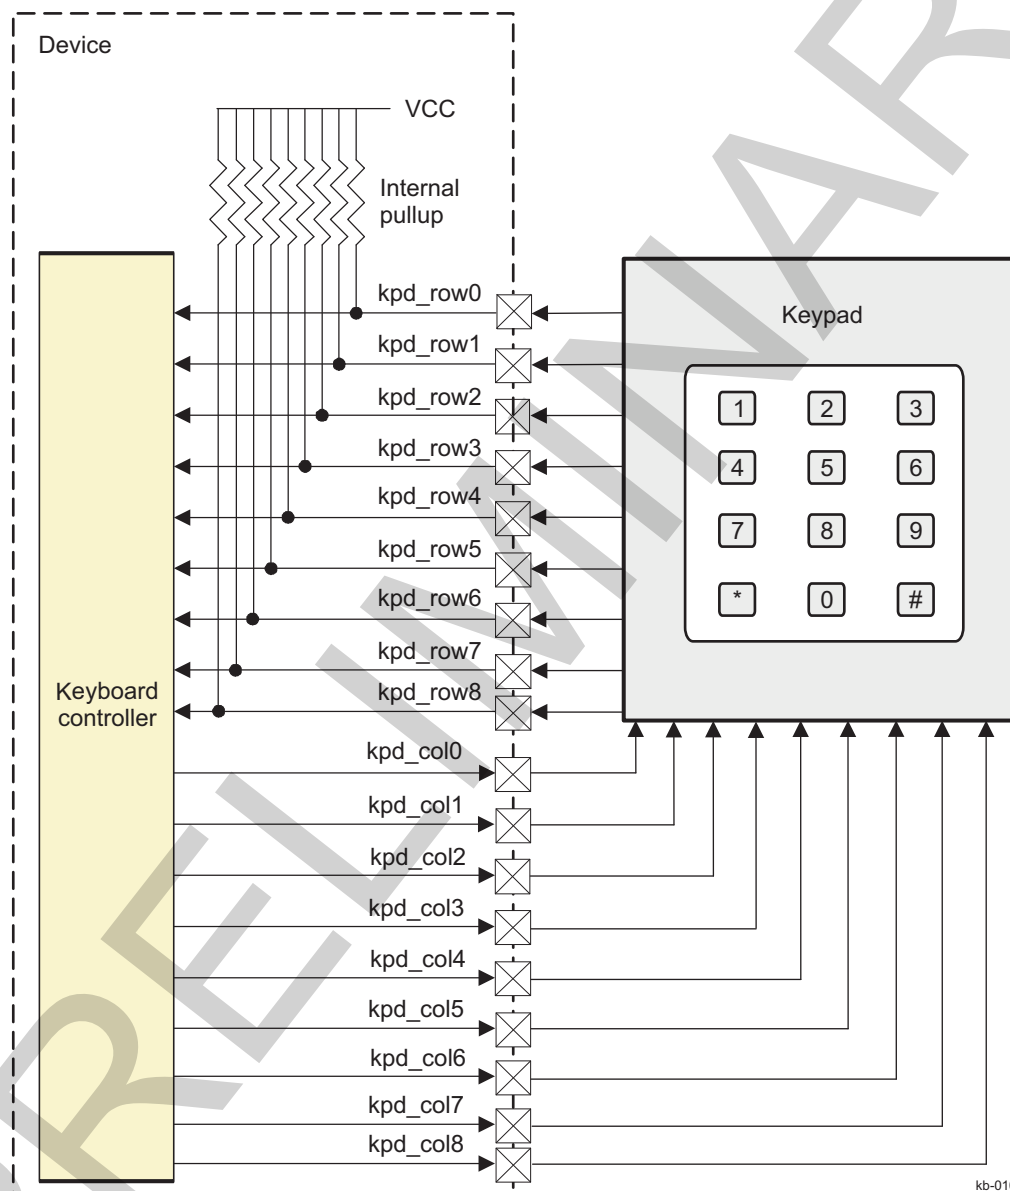 Device
VCC
Internal
pullup
kpd_row0
kpd_row1
kpd_row2
kpd_row3
kpd_row4
kpd_row5
kpd_row6
kpd_row7
kpd_row8
Keyboard
controller
kpd_col0
kpd_col1
kpd_col2
kpd_col3
kpd_col4
kpd_col5
kpd_col6
kpd_col7
kpd_col8
Keypad
1 2 3
4 5 6
7 8 9
* 0 #
PRELIMINAR